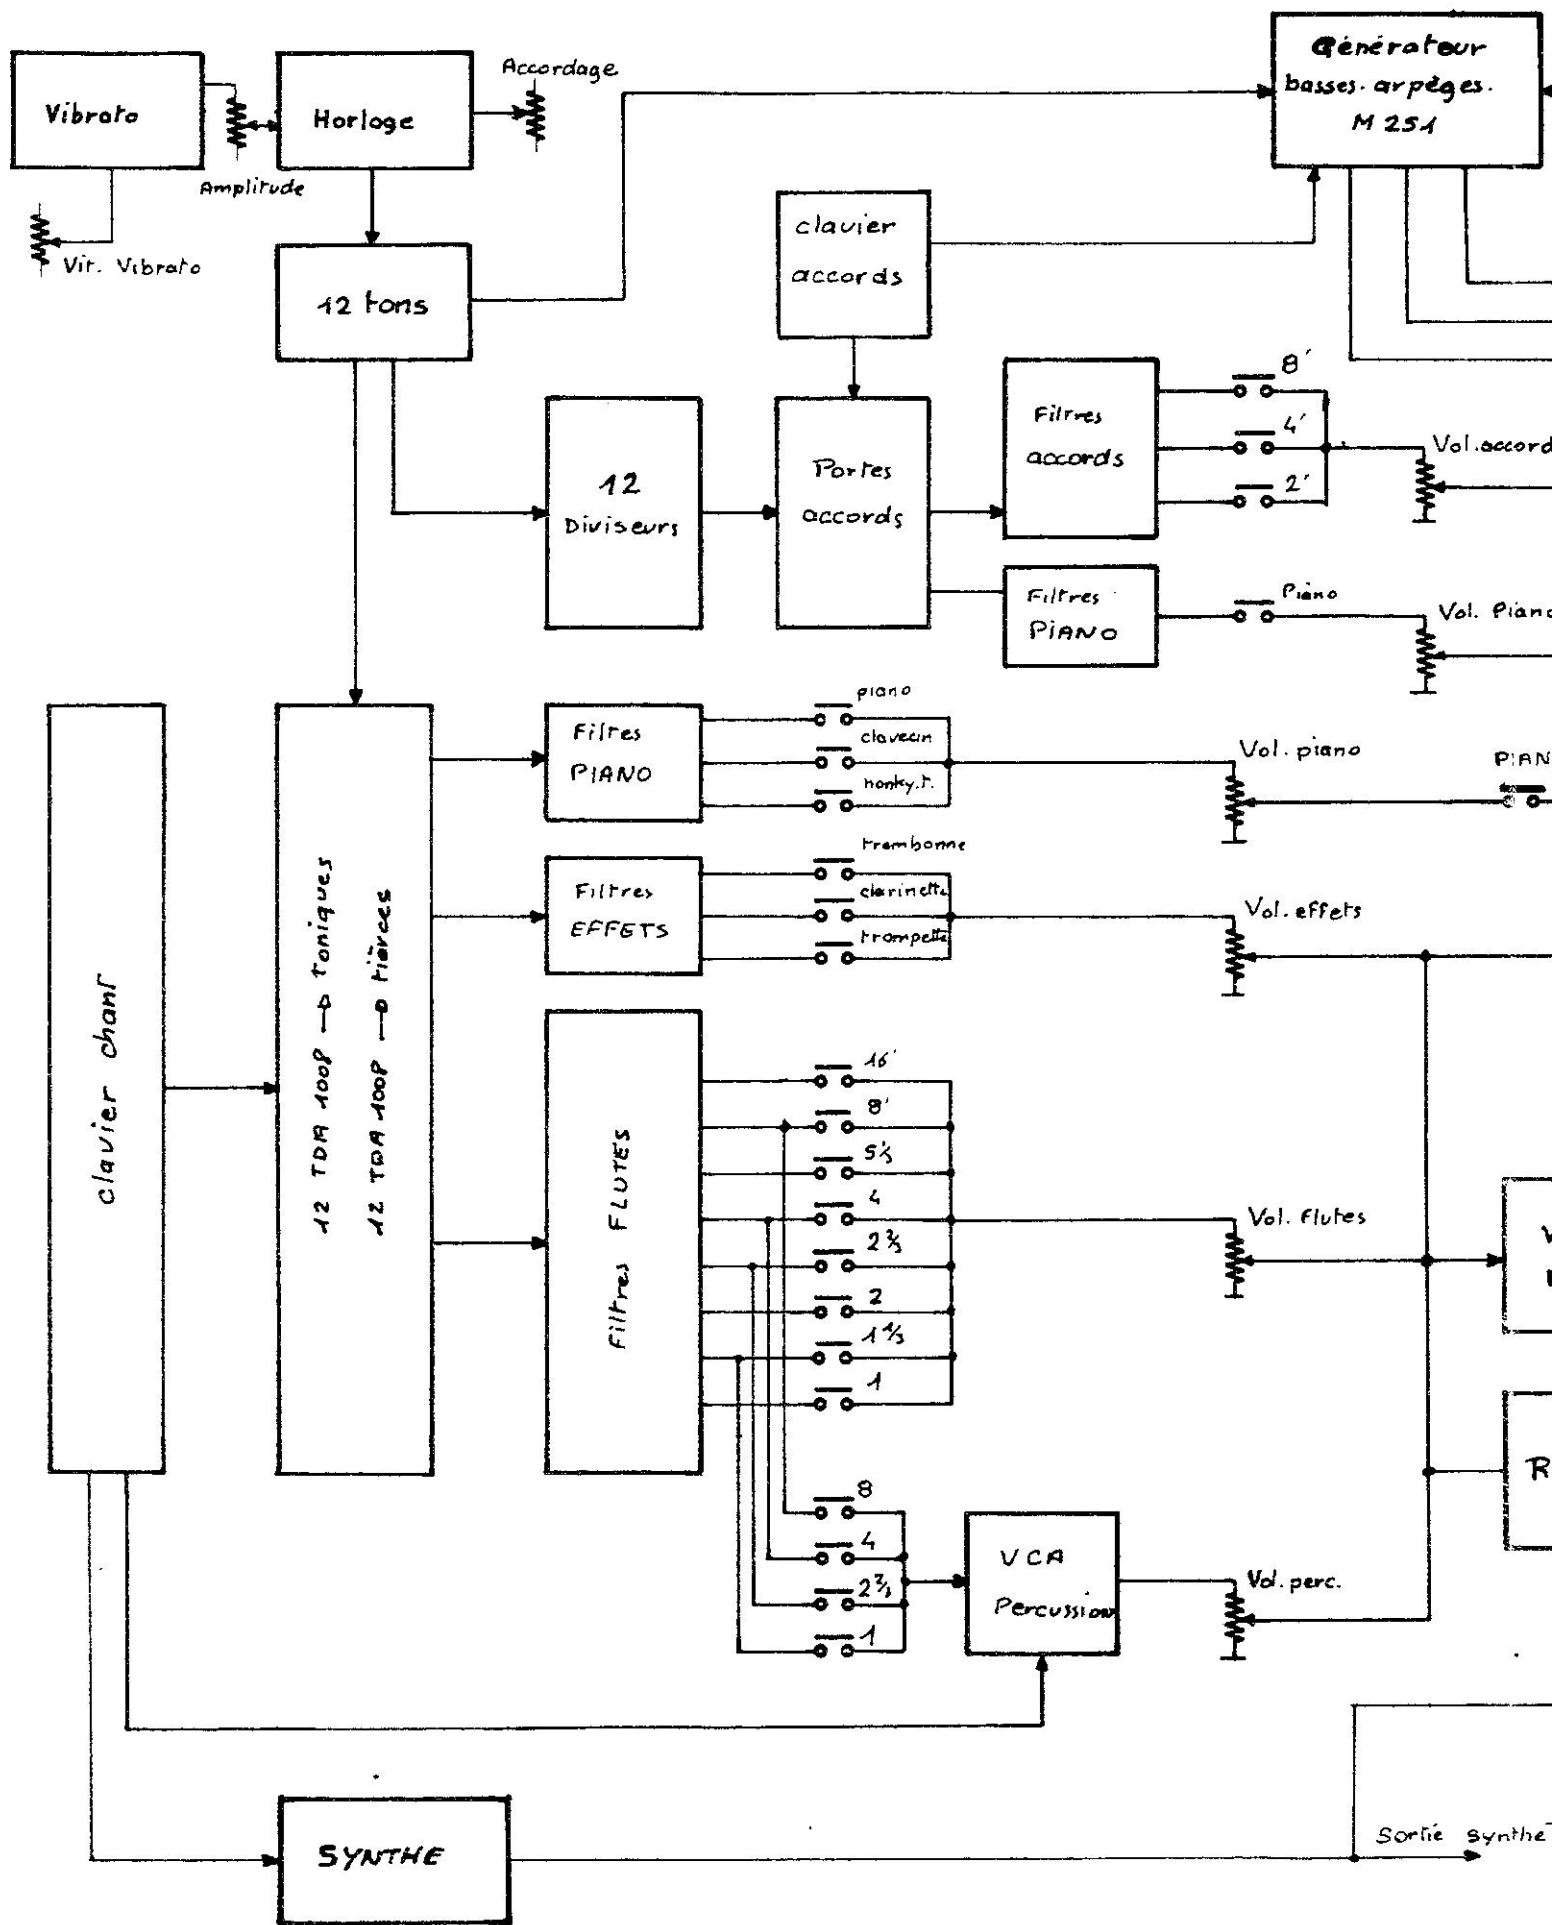 Générateur
basses. arpèges.
M 251
Vibrato
Horloge
Accordage
Amplitude
Vit. Vibrato
12 tons
clavier
accords
12
Diviseurs
Portes
accords
Filtres
accords
8'
4'
2'
Vol. accord
Filtres
PIANO
Piano
Vol. Piano
clavier chant
12 TDA 1008 → toniques
12 TDA 1008 → tierces
Filtes
PIANO
piano
clavecin
honky.t.
Vol. piano
PIAN
Filtres
EFFETS
trombonne
clarinette
trompette
Vol. effets
Filtres FLUTES
16'
8'
5⅓
4
2⅔
2
1⅓
1
Vol. flutes
R
8
4
2⅔
1
VCA
Percussion
Vol. perc.
SYNTHE
Sortie synthe